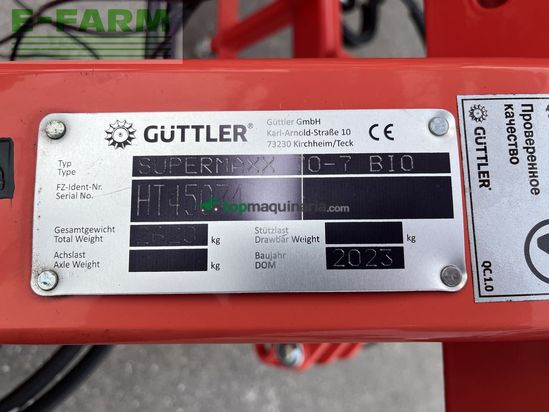 E-FARM
GÜTTLER®
Güttler GmbH
Karl-Arnold-Straße 10
73230 Kirchheim/Teck
CE
Typ
Type
SUPERMAXX 70-7 BIO
FZ-Ident-Nr.
Serial No.
topmaquinaria.com
Gesamtgewicht
Total Weight
kg
Stützlast
Drawbar Weight
kg
Achslast
Axle Weight
kg
Baujahr
DOM
2023
Проверенное
качество
QC 1.0